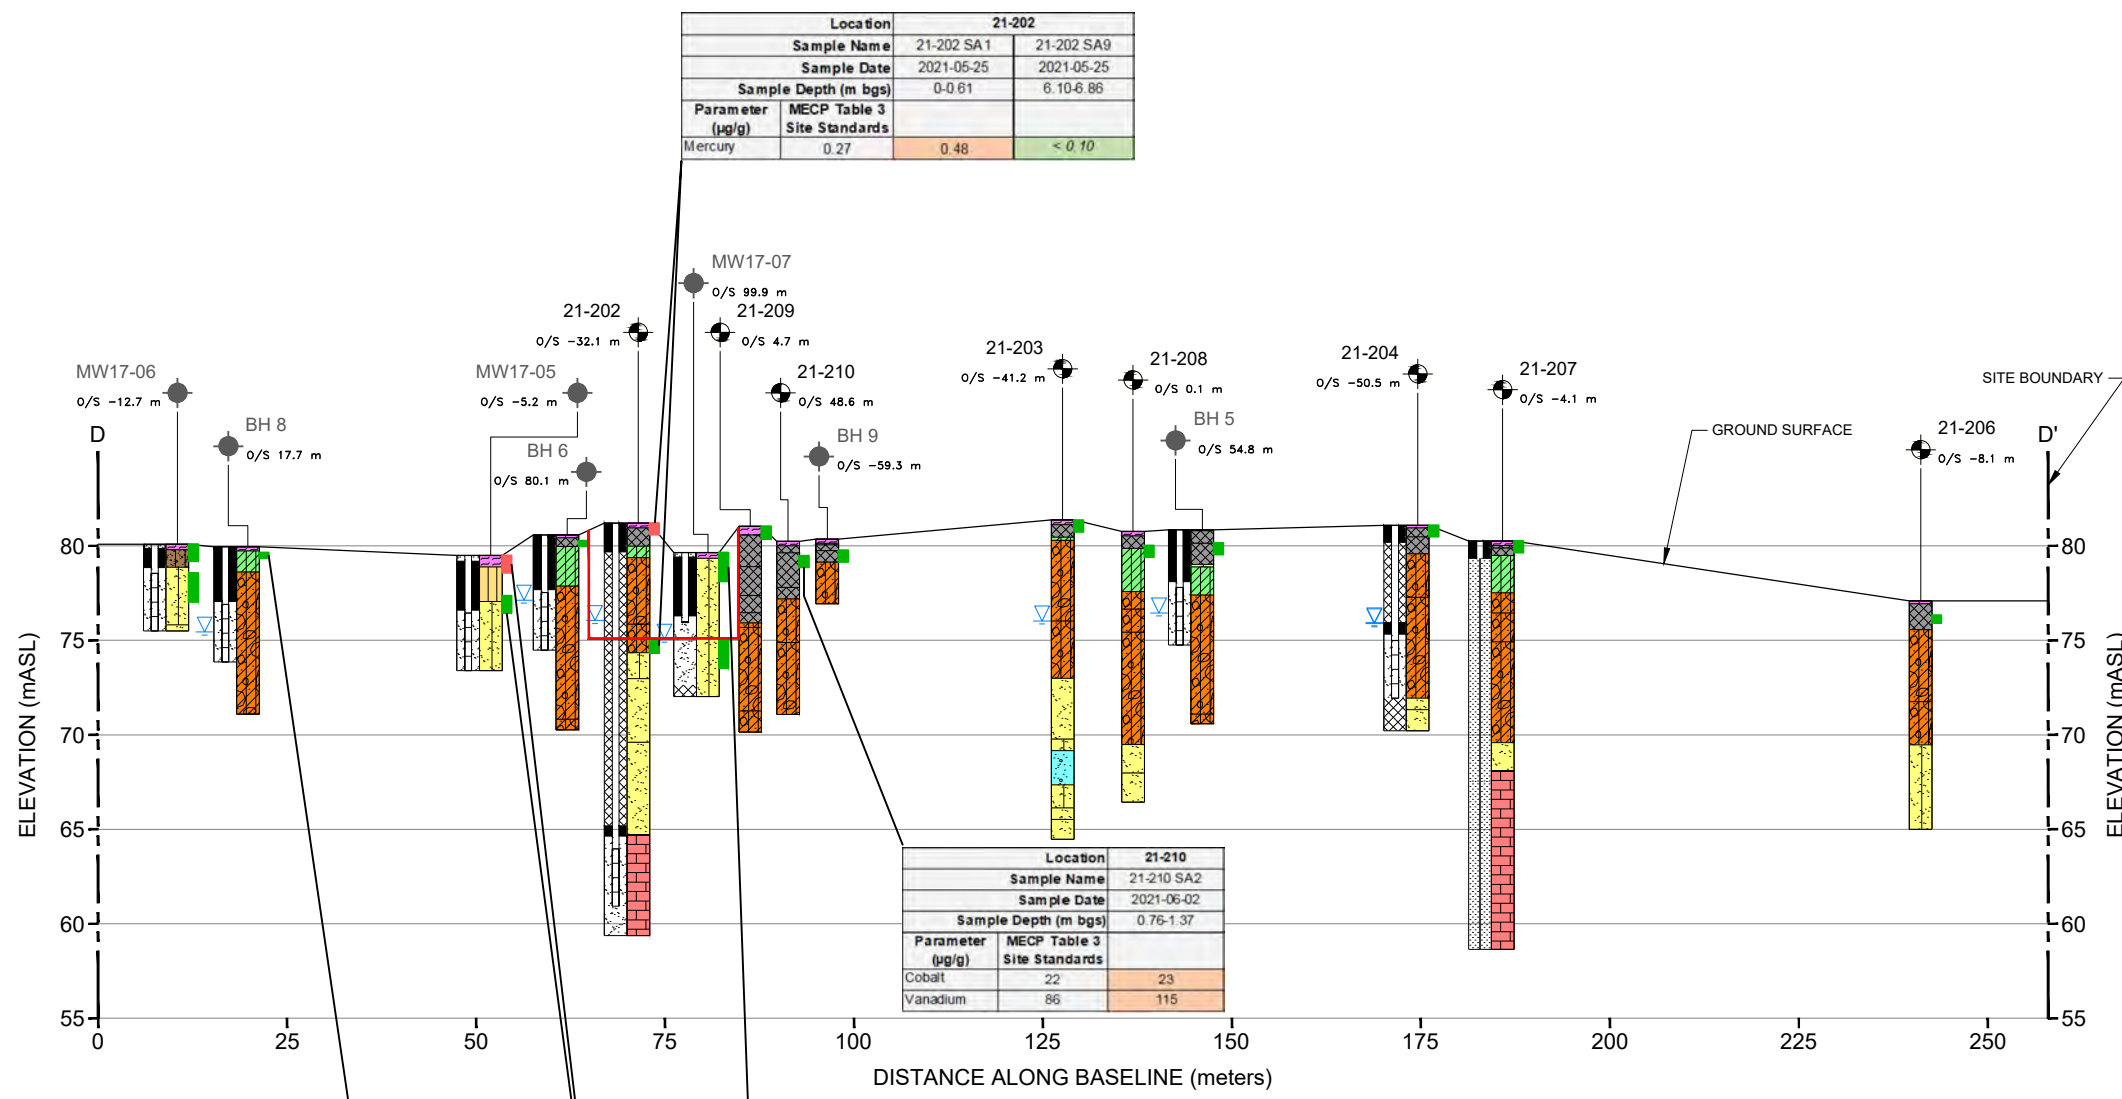 Location 21-202
Sample Name 21-202 SA1 21-202 SA9
Sample Date 2021-05-25 2021-05-25
Sample Depth (m bgs) 0-0.61 6.10-6.86
Parameter (µg/g) MECP Table 3 Site Standards
Mercury 0.27 0.48 < 0.10
MW17-07
O/S 99.9 m
21-202
O/S -32.1 m
21-209
O/S 4.7 m
MW17-06
O/S -12.7 m
MW17-05
O/S -5.2 m
21-210
O/S 48.6 m
21-203
O/S -41.2 m
21-208
O/S 0.1 m
21-204
O/S -50.5 m
21-207
O/S -4.1 m
SITE BOUNDARY
D
BH 8
O/S 17.7 m
BH 6
O/S 80.1 m
BH 9
O/S -59.3 m
BH 5
O/S 54.8 m
GROUND SURFACE
21-206
O/S -8.1 m
D'
ELEVATION (mASL)
80
75
70
65
60
55
80
75
70
65
60
55
ELEVATION (mASL)
Location 21-210
Sample Name 21-210 SA2
Sample Date 2021-06-02
Sample Depth (m bgs) 0.76-1.37
Parameter (µg/g) MECP Table 3 Site Standards
Cobalt 22 23
Vanadium 86 115
0 25 50 75 100 125 150 175 200 225 250
DISTANCE ALONG BASELINE (meters)